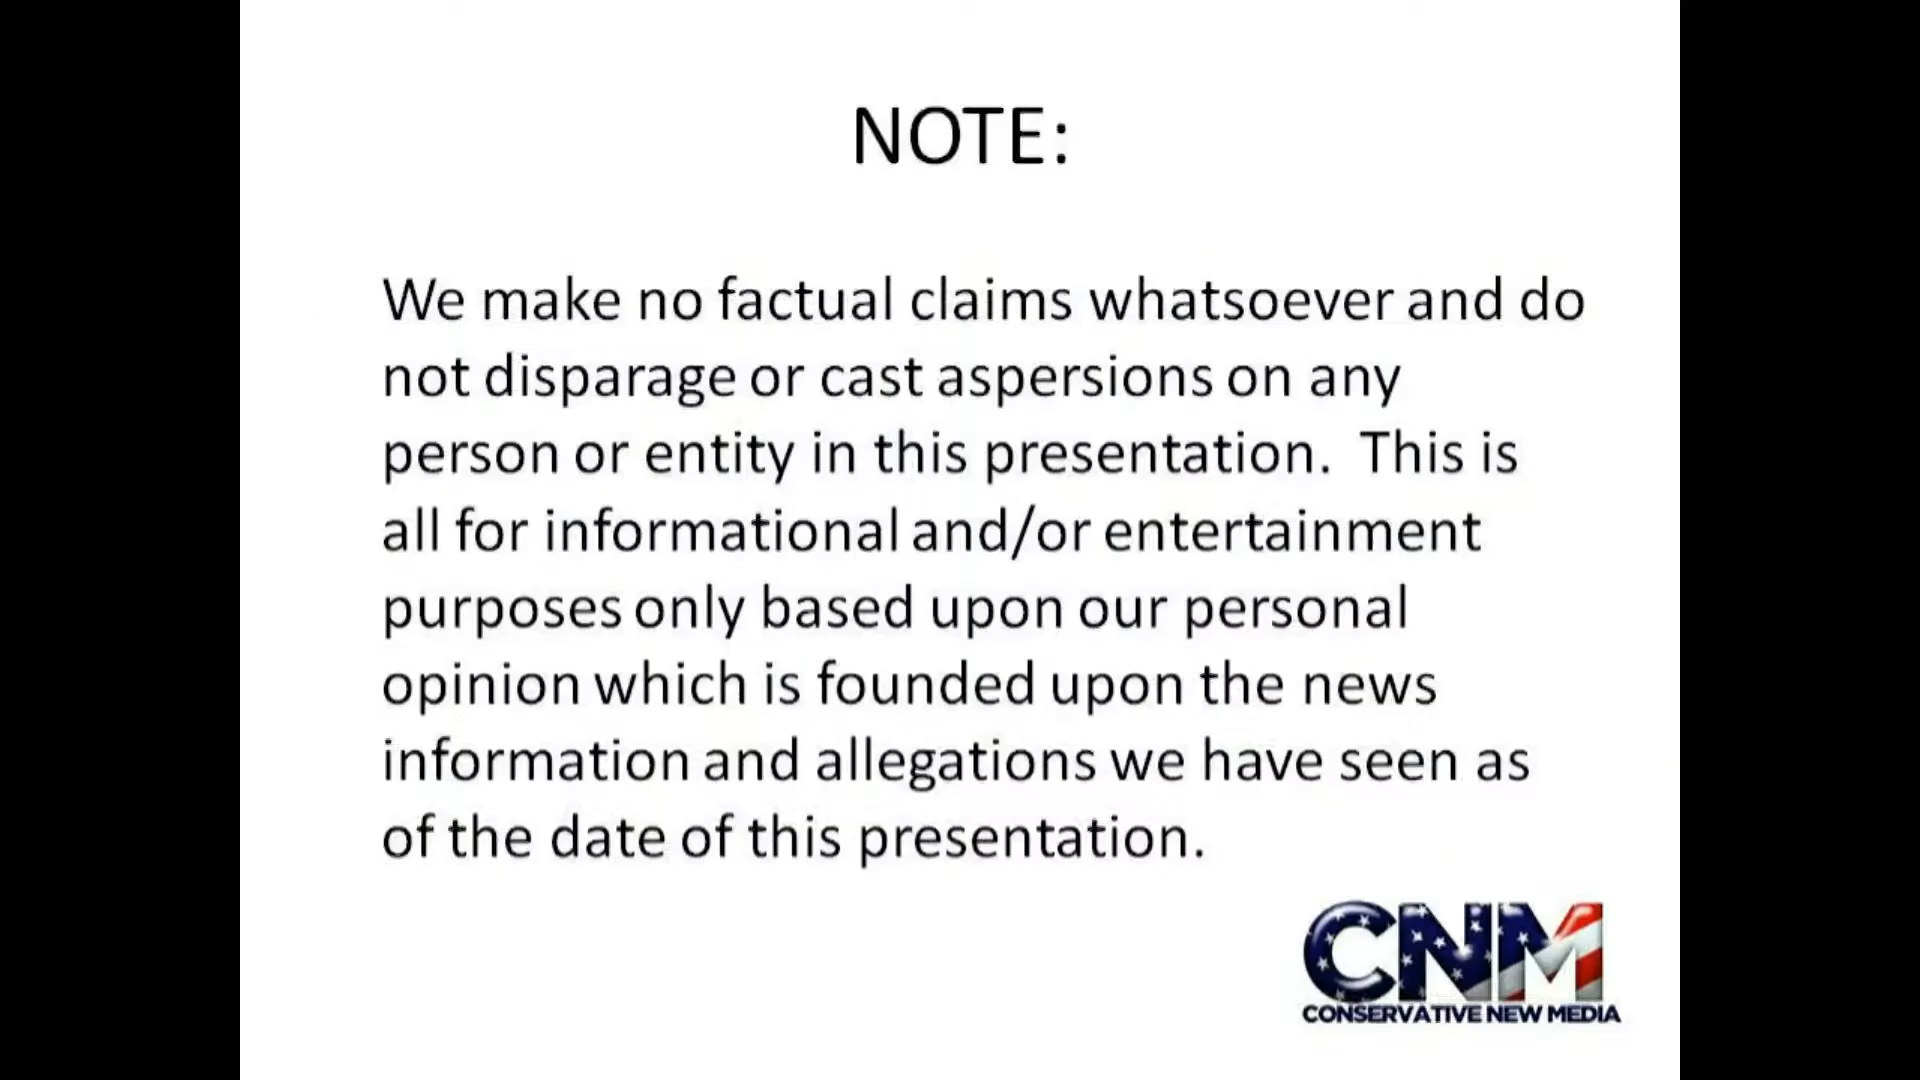 NOTE:
We make no factual claims whatsoever and do
not disparage or cast aspersions on any
person or entity in this presentation.  This is
all for informational and/or entertainment
purposes only based upon our personal
opinion which is founded upon the news
information and allegations we have seen as
of the date of this presentation.
CNM
CONSERVATIVE NEW MEDIA